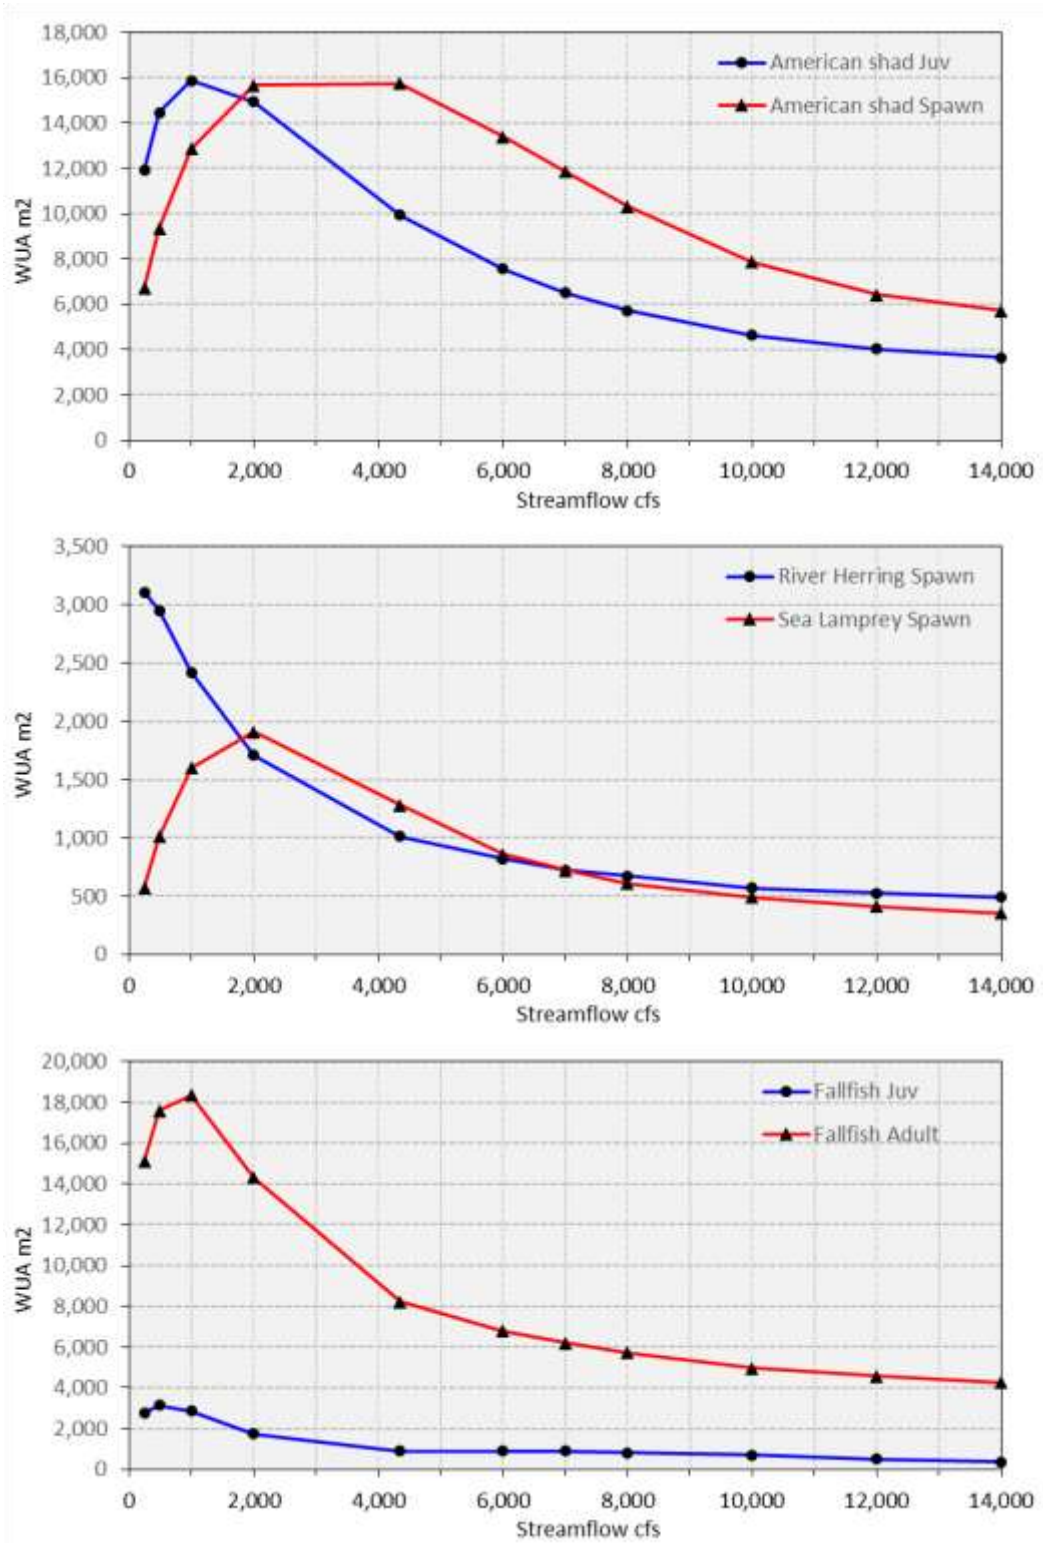 18,000
American shad Juv
16,000
American shad Spawn
14,000
12,000
10,000
8,000
6,000
4,000
2,000
0
WUA m2
0 2,000 4,000 6,000 8,000 10,000 12,000 14,000
Streamflow cfs
3,500
River Herring Spawn
3,000
Sea Lamprey Spawn
2,500
2,000
1,500
1,000
500
0
WUA m2
0 2,000 4,000 6,000 8,000 10,000 12,000 14,000
Streamflow cfs
20,000
Fallfish Juv
18,000
Fallfish Adult
16,000
14,000
12,000
10,000
8,000
6,000
4,000
2,000
0
WUA m2
0 2,000 4,000 6,000 8,000 10,000 12,000 14,000
Streamflow cfs